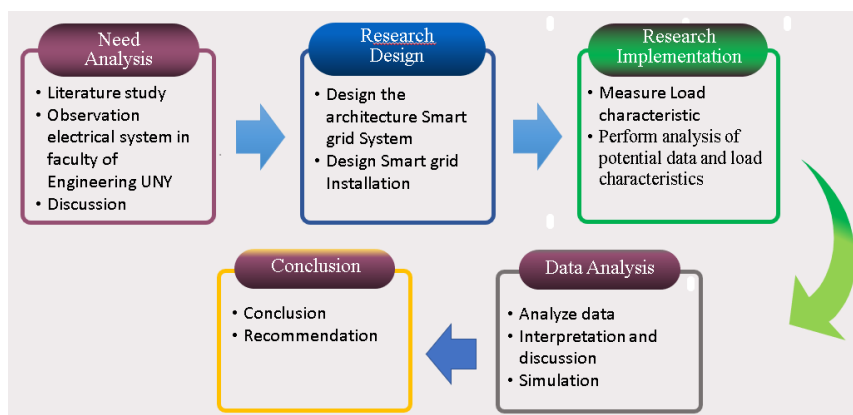 Need
Analysis
• Literature study
• Observation
electrical system in
faculty of
Engineering UNY
• Discussion
Research
Design
• Design the
architecture Smart
grid System
• Design Smart grid
Installation
Research
Implementation
• Measure Load
characteristic
• Perform analysis of
potential data and load
characteristics
Data Analysis
• Analyze data
• Interpretation and
discussion
• Simulation
Conclusion
• Conclusion
• Recommendation